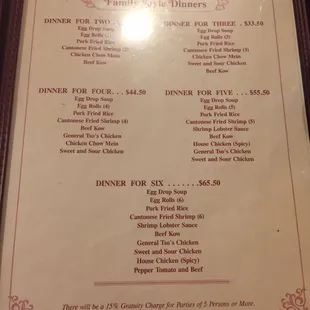 Family Style Dinners
DINNER FOR TWO
Egg Drop Soup
Egg Rolls
Pork Fried Rice
Cantonese Fried Shrimp (2)
Chicken Chow Mein
Beef Kow
DINNER FOR THREE . $33.50
Egg Drop Soup
Egg Rolls (3)
Pork Fried Rice
Cantonese Fried Shrimp (3)
Chicken Chow Mein
Sweet and Sour Chicken
Beef Kow
DINNER FOR FOUR. . . $44.50
Egg Drop Soup
Egg Rolls (4)
Pork Fried Rice
Cantonese Fried Shrimp (4)
Beef Kow
General Tso's Chicken
Chicken Chow Mein
Sweet and Sour Chicken
DINNER FOR FIVE . . . $55.50
Egg Drop Soup
Egg Rolls (5)
Pork Fried Rice
Cantonese Fried Shrimp (5)
Shrimp Lobster Sauce
Beef Kow
House Chicken (Spicy)
General Tso's Chicken
Sweet and Sour Chicken
DINNER FOR SIX . . . . . . .$65.50
Egg Drop Soup
Egg Rolls (6)
Pork Fried Rice
Cantonese Fried Shrimp (6)
Shrimp Lobster Sauce
Beef Kow
General Tso's Chicken
Sweet and Sour Chicken
House Chicken (Spicy)
Pepper Tomato and Beef
There will be a 15% Gratuity Charge for Parties of 5 Persons or More.